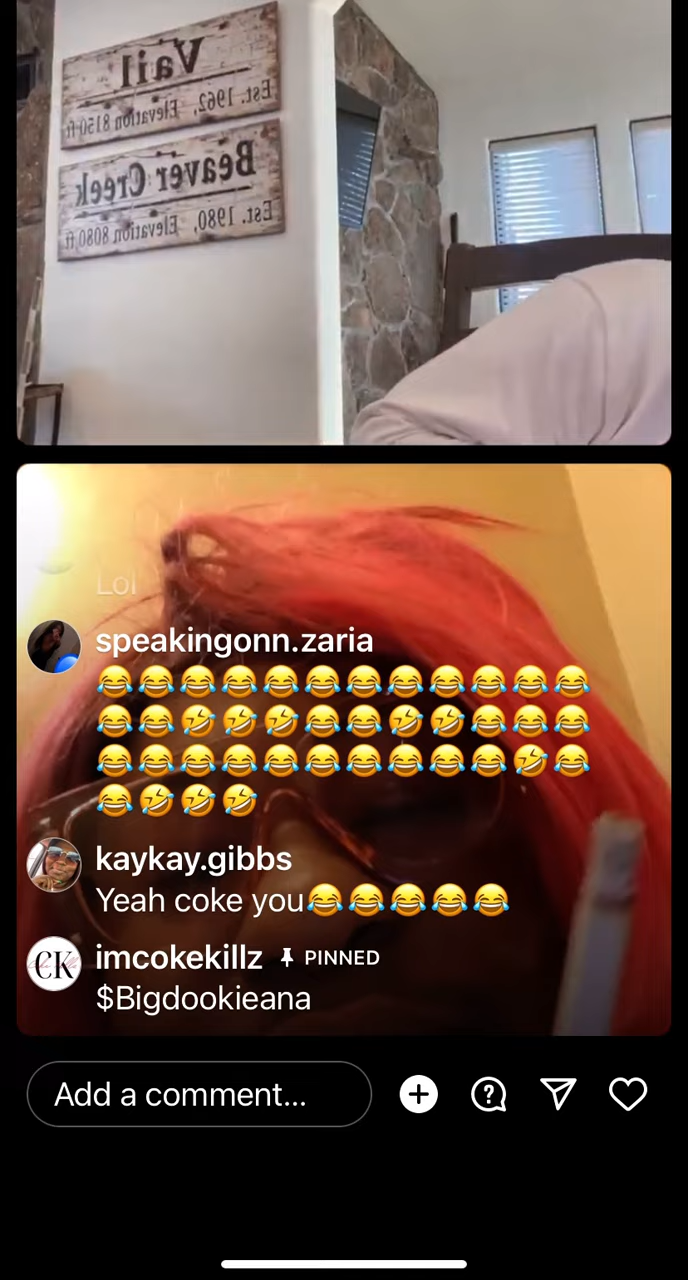 Vail
Est. 1962, Elevation 8150 ft
Beaver Creek
Est. 1980, Elevation 8080 ft
Lol
speakingonn.zaria
😂😂😂😂😂😂😂😂😂😂😂😂
😂😂🤣🤣🤣😂😂🤣🤣😂😂😂
😂😂😂😂😂😂😂😂😂😂🤣😂
😂🤣🤣🤣
kaykay.gibbs
Yeah coke you😂😂😂😂😂
CK
imcokekillz PINNED
$Bigdookieana
Add a comment...